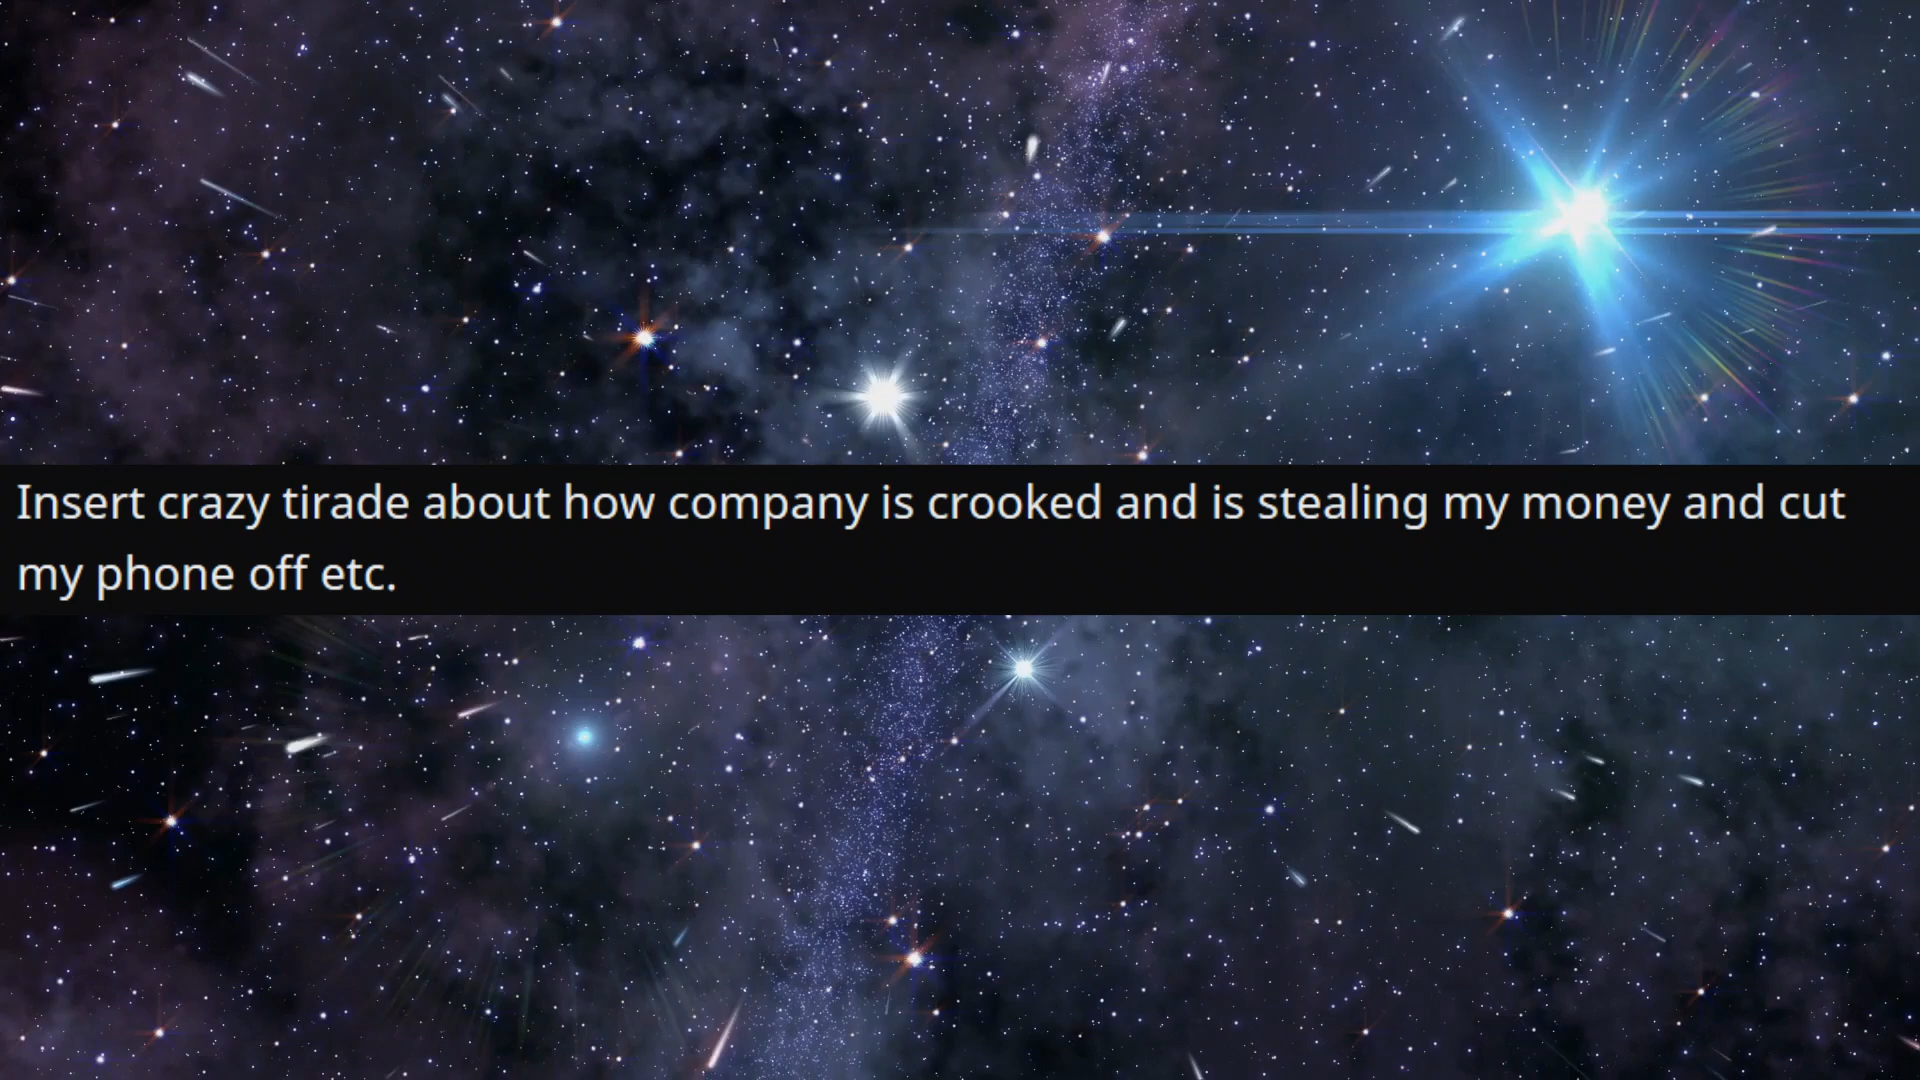 Insert crazy tirade about how company is crooked and is stealing my money and cut
my phone off etc.